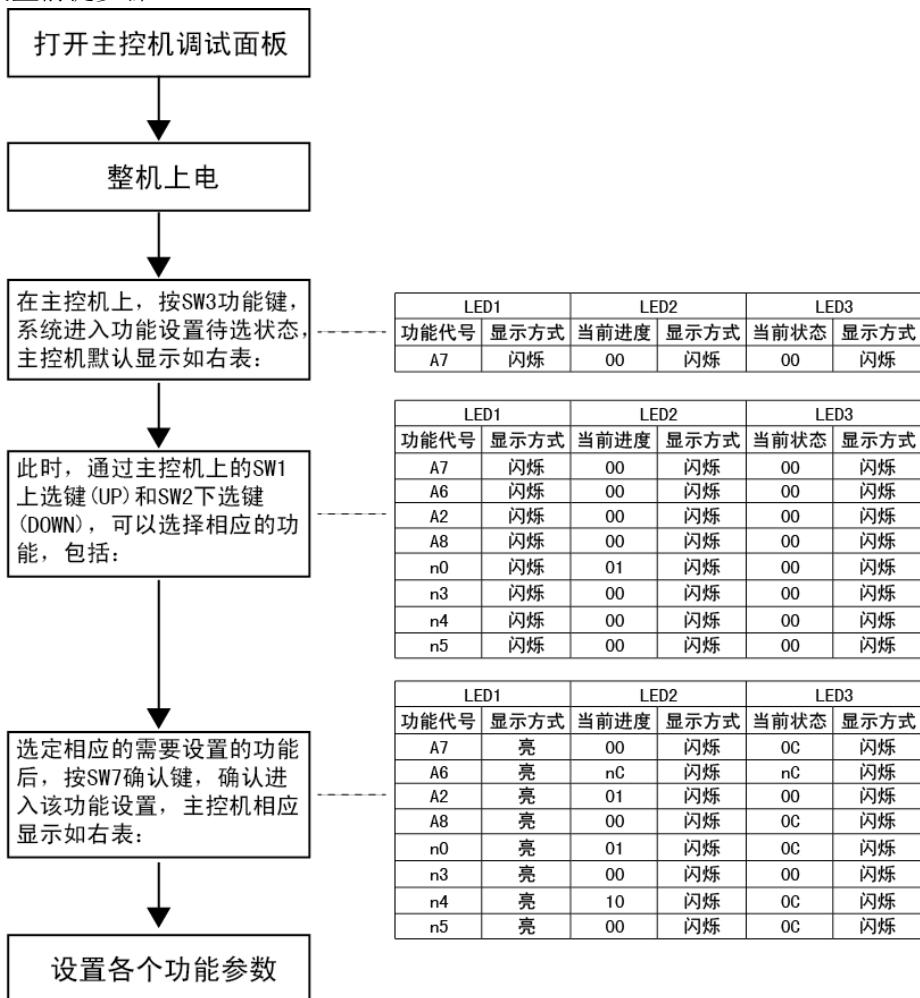 打开主控机调试面板
整机上电
在主控机上，按SW3功能键，
系统进入功能设置待选状态，
主控机默认显示如右表：
LED1 LED2 LED3
功能代号 显示方式 当前进度 显示方式 当前状态 显示方式
A7 闪烁 00 闪烁 00 闪烁
此时，通过主控机上的SW1
上选键(UP)和SW2下选键
(DOWN)，可以选择相应的功
能，包括：
LED1 LED2 LED3
功能代号 显示方式 当前进度 显示方式 当前状态 显示方式
A7 闪烁 00 闪烁 00 闪烁
A6 闪烁 00 闪烁 00 闪烁
A2 闪烁 00 闪烁 00 闪烁
A8 闪烁 00 闪烁 00 闪烁
n0 闪烁 01 闪烁 00 闪烁
n3 闪烁 00 闪烁 00 闪烁
n4 闪烁 00 闪烁 00 闪烁
n5 闪烁 00 闪烁 00 闪烁
选定相应的需要设置的功能
后，按SW7确认键，确认进
入该功能设置，主控机相应
显示如右表：
LED1 LED2 LED3
功能代号 显示方式 当前进度 显示方式 当前状态 显示方式
A7 亮 00 闪烁 0C 闪烁
A6 亮 nC 闪烁 nC 闪烁
A2 亮 01 闪烁 00 闪烁
A8 亮 00 闪烁 0C 闪烁
n0 亮 01 闪烁 0C 闪烁
n3 亮 00 闪烁 00 闪烁
n4 亮 10 闪烁 0C 闪烁
n5 亮 00 闪烁 0C 闪烁
设置各个功能参数